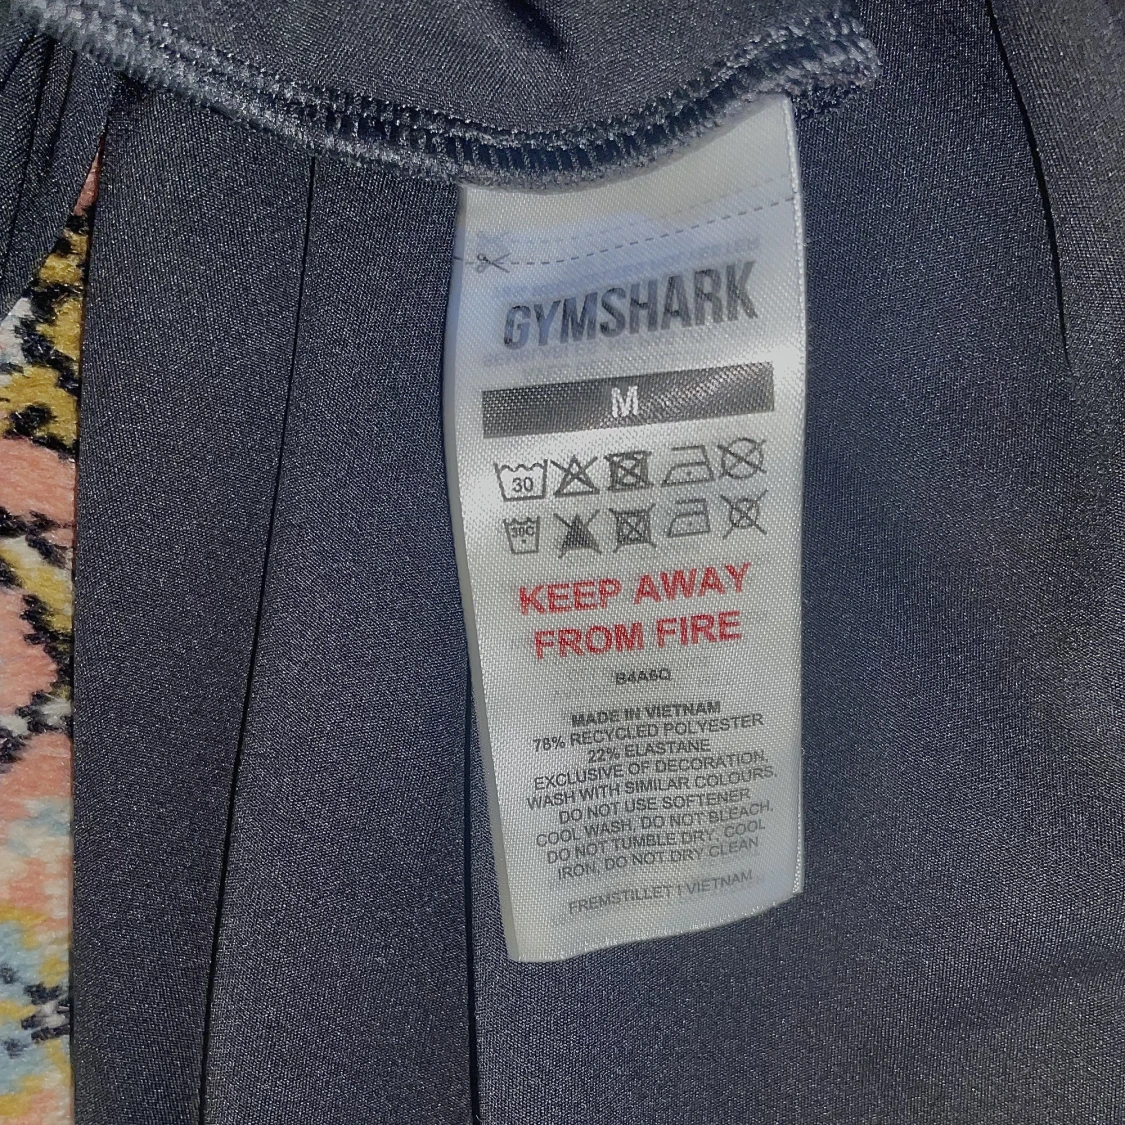 GYMSHARK
M
30
30C
KEEP AWAY
FROM FIRE
B4A6Q
MADE IN VIETNAM
78% RECYCLED POLYESTER
22% ELASTANE
EXCLUSIVE OF DECORATION.
WASH WITH SIMILAR COLOURS.
DO NOT USE SOFTENER
COOL WASH, DO NOT BLEACH,
DO NOT TUMBLE DRY, COOL
IRON, DO NOT DRY CLEAN
FREMSTILLET I VIETNAM